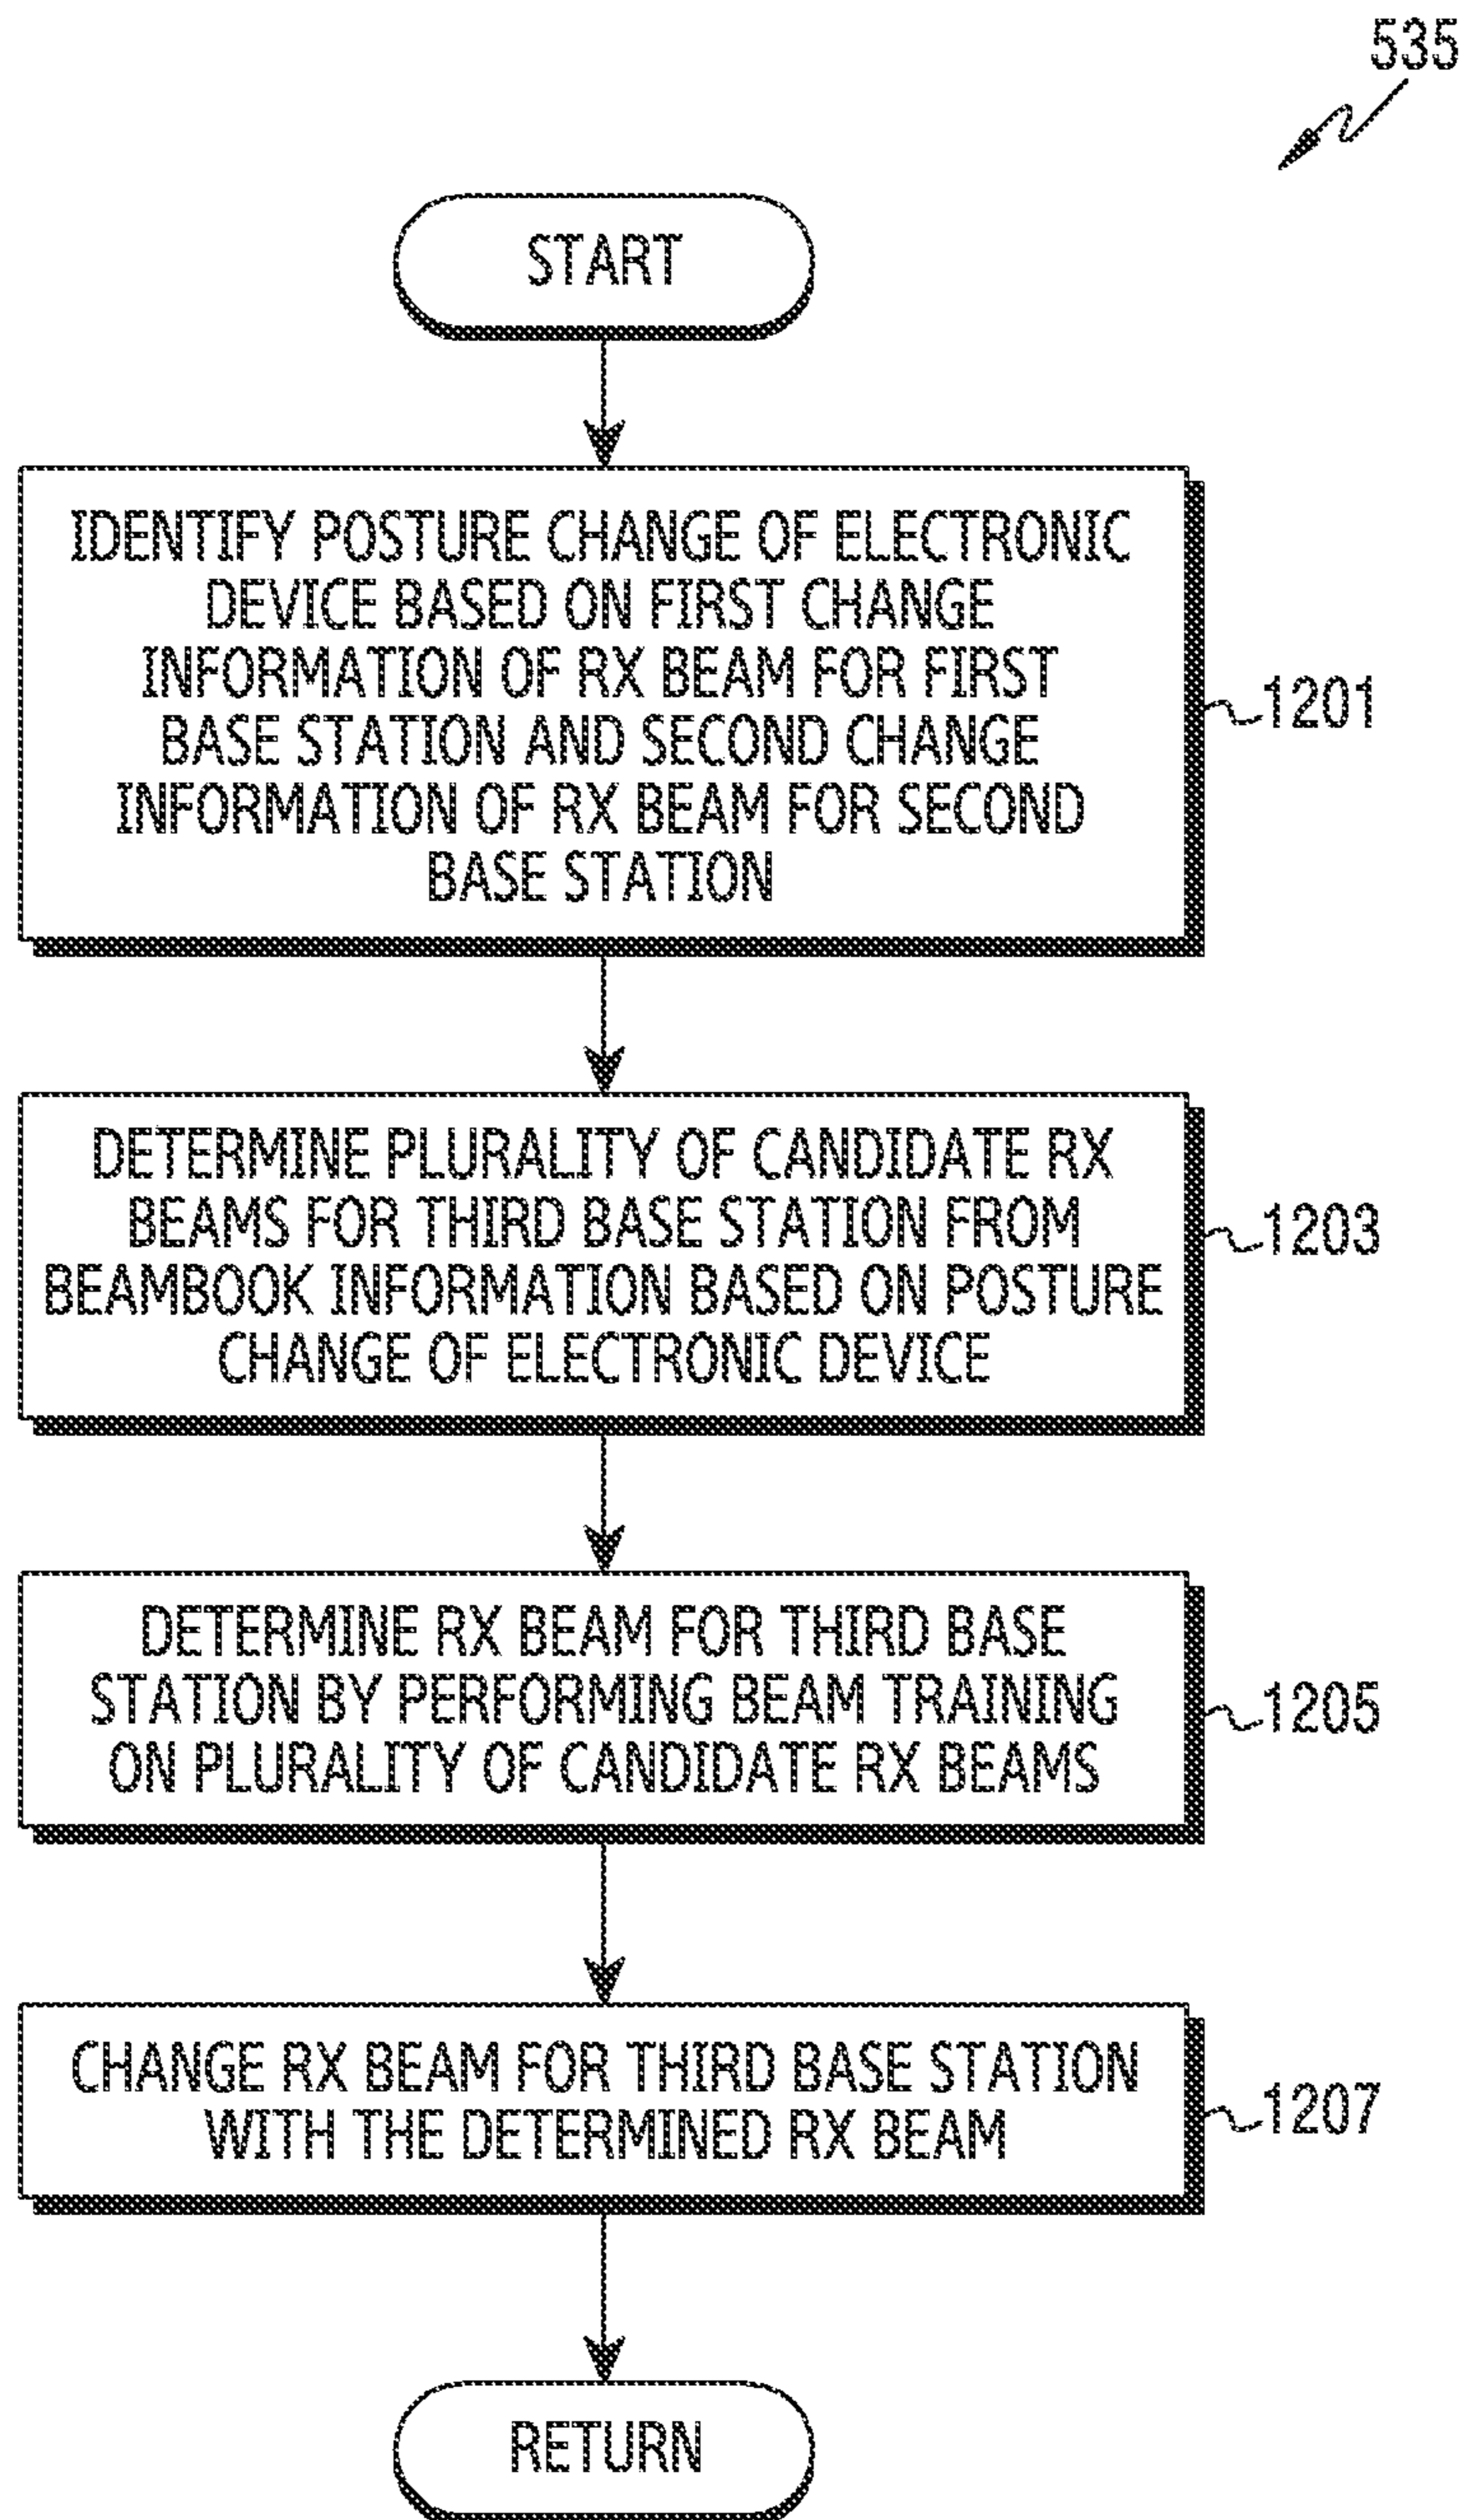 535
START
IDENTIFY POSTURE CHANGE OF ELECTRONIC
DEVICE BASED ON FIRST CHANGE
INFORMATION OF RX BEAM FOR FIRST
BASE STATION AND SECOND CHANGE
INFORMATION OF RX BEAM FOR SECOND
BASE STATION
1201
DETERMINE PLURALITY OF CANDIDATE RX
BEAMS FOR THIRD BASE STATION FROM
BEAMBOOK INFORMATION BASED ON POSTURE
CHANGE OF ELECTRONIC DEVICE
1203
DETERMINE RX BEAM FOR THIRD BASE
STATION BY PERFORMING BEAM TRAINING
ON PLURALITY OF CANDIDATE RX BEAMS
1205
CHANGE RX BEAM FOR THIRD BASE STATION
WITH THE DETERMINED RX BEAM
1207
RETURN